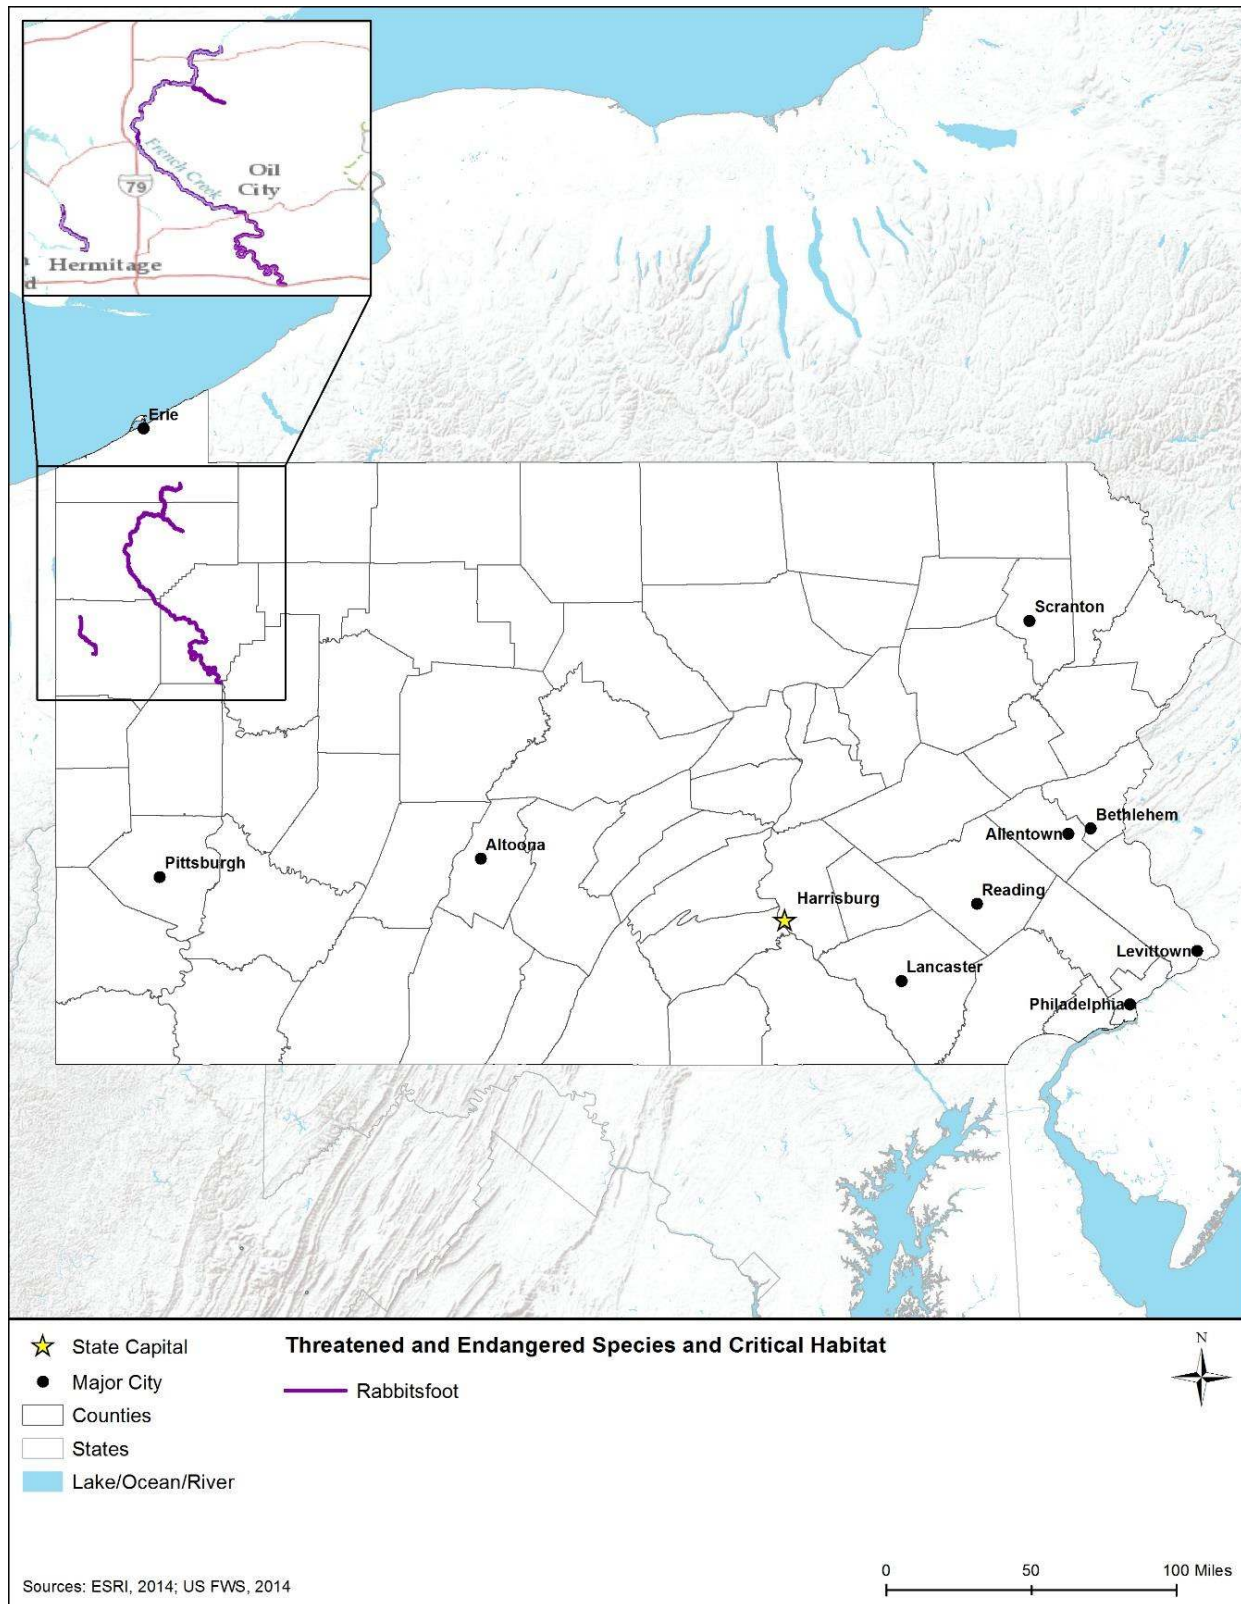 French Creek
Oil
City
79
Hermitage
d
Erie
Scranton
Bethlehem
Allentown
Altoona
Pittsburgh
Reading
Harrisburg
Levittown
Lancaster
Philadelphia
State Capital
Threatened and Endangered Species and Critical Habitat
N
Major City
Rabbitsfoot
Counties
States
Lake/Ocean/River
0 50 100 Miles
Sources: ESRI, 2014; US FWS, 2014